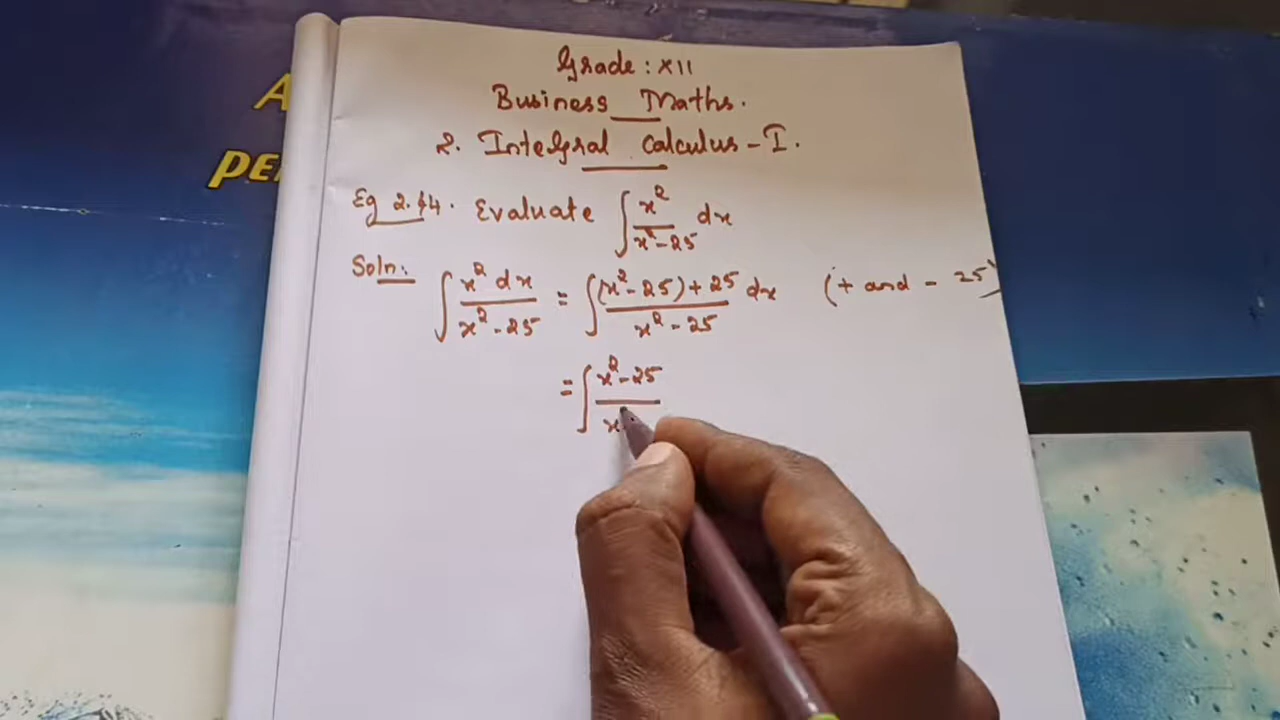 Grade : XII
Business Maths.
2. Integral Calculus - I.
Eg 2.44. Evaluate ∫ x²/x²-25 dx
Soln: ∫ x² dx/x²-25 = ∫ (x²-25)+25/x²-25 dx (+ and - 25)
= ∫ x²-25/x
A
PE